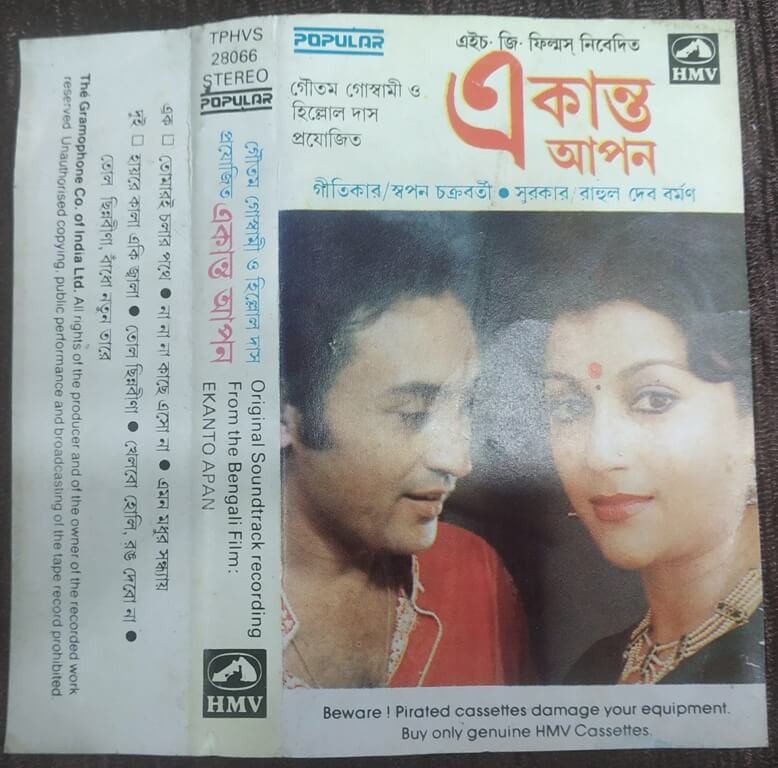 POPULAR
এইচ· জি· ফিল্মস্ নিবেদিত
HMV
গৌতম গোস্বামী ও
হিল্লোল দাস
প্রযোজিত
একান্ত
আপন
গীতিকার/স্বপন চক্রবর্তী ● সুরকার/রাহুল দেব বর্মণ
Beware ! Pirated cassettes damage your equipment.
Buy only genuine HMV Cassettes.
TPHVS
28066
STEREO
POPULAR
গৌতম গোস্বামী ও হিল্লোল দাস
প্রযোজিত একান্ত আপন
Original Soundtrack recording
From the Bengali Film:
EKANTO APAN
HMV
এক □ তোমারই চলার পথে ● না না না কাছে এসো না ● এমন মধুর সন্ধ্যায়
দুই □ হায়রে কালা একি জ্বালা ● তোল ছিন্নবীণা ● খেলবো হোলি, রঙ দেবো না ●
তোল ছিন্নবীণা, বাঁধো নতুন তারে
The Gramophone Co. of India Ltd. All rights of the producer and of the owner of the recorded work
reserved. Unauthorised copying, public performance and broadcasting of the tape record prohibited.